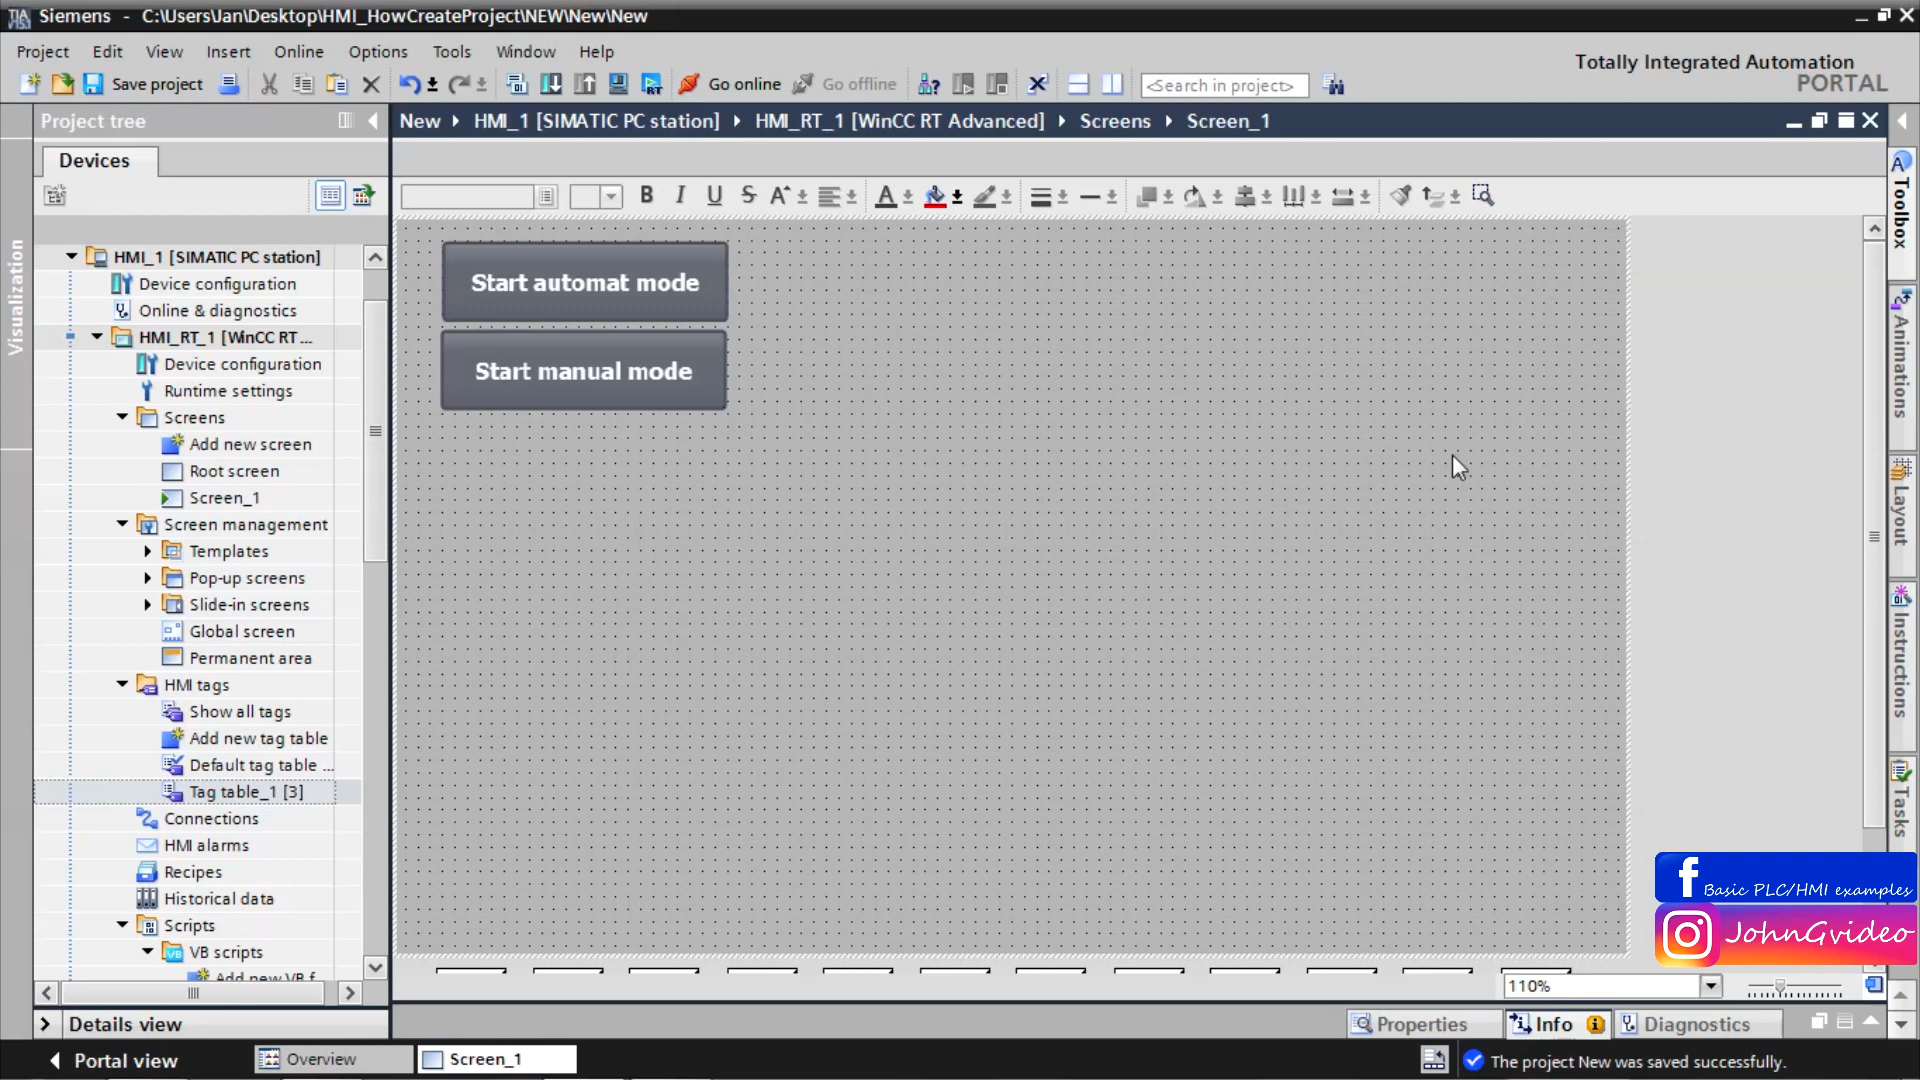 Siemens - C:\Users\Jan\Desktop\HMI_HowCreateProject\NEW\New\New
Project Edit View Insert Online Options Tools Window Help
Totally Integrated Automation
PORTAL
Save project
Go online
Go offline
<Search in project>
Project tree
New HMI_1 [SIMATIC PC station] HMI_RT_1 [WinCC RT Advanced] Screens Screen_1
Devices
B I U S A A
HMI_1 [SIMATIC PC station]
Device configuration
Online & diagnostics
HMI_RT_1 [WinCC RT ...
Device configuration
Runtime settings
Screens
Add new screen
Root screen
Screen_1
Screen management
Templates
Pop-up screens
Slide-in screens
Global screen
Permanent area
HMI tags
Show all tags
Add new tag table
Default tag table ...
Tag table_1 [3]
Connections
HMI alarms
Recipes
Historical data
Scripts
VB scripts
Add new VB f...
Visualization
Start automat mode
Start manual mode
Toolbox
Animations
Layout
Instructions
Tasks
Basic PLC/HMI examples
JohnGvideo
110%
Details view
Properties
Info
Diagnostics
Portal view
Overview
Screen_1
The project New was saved successfully.